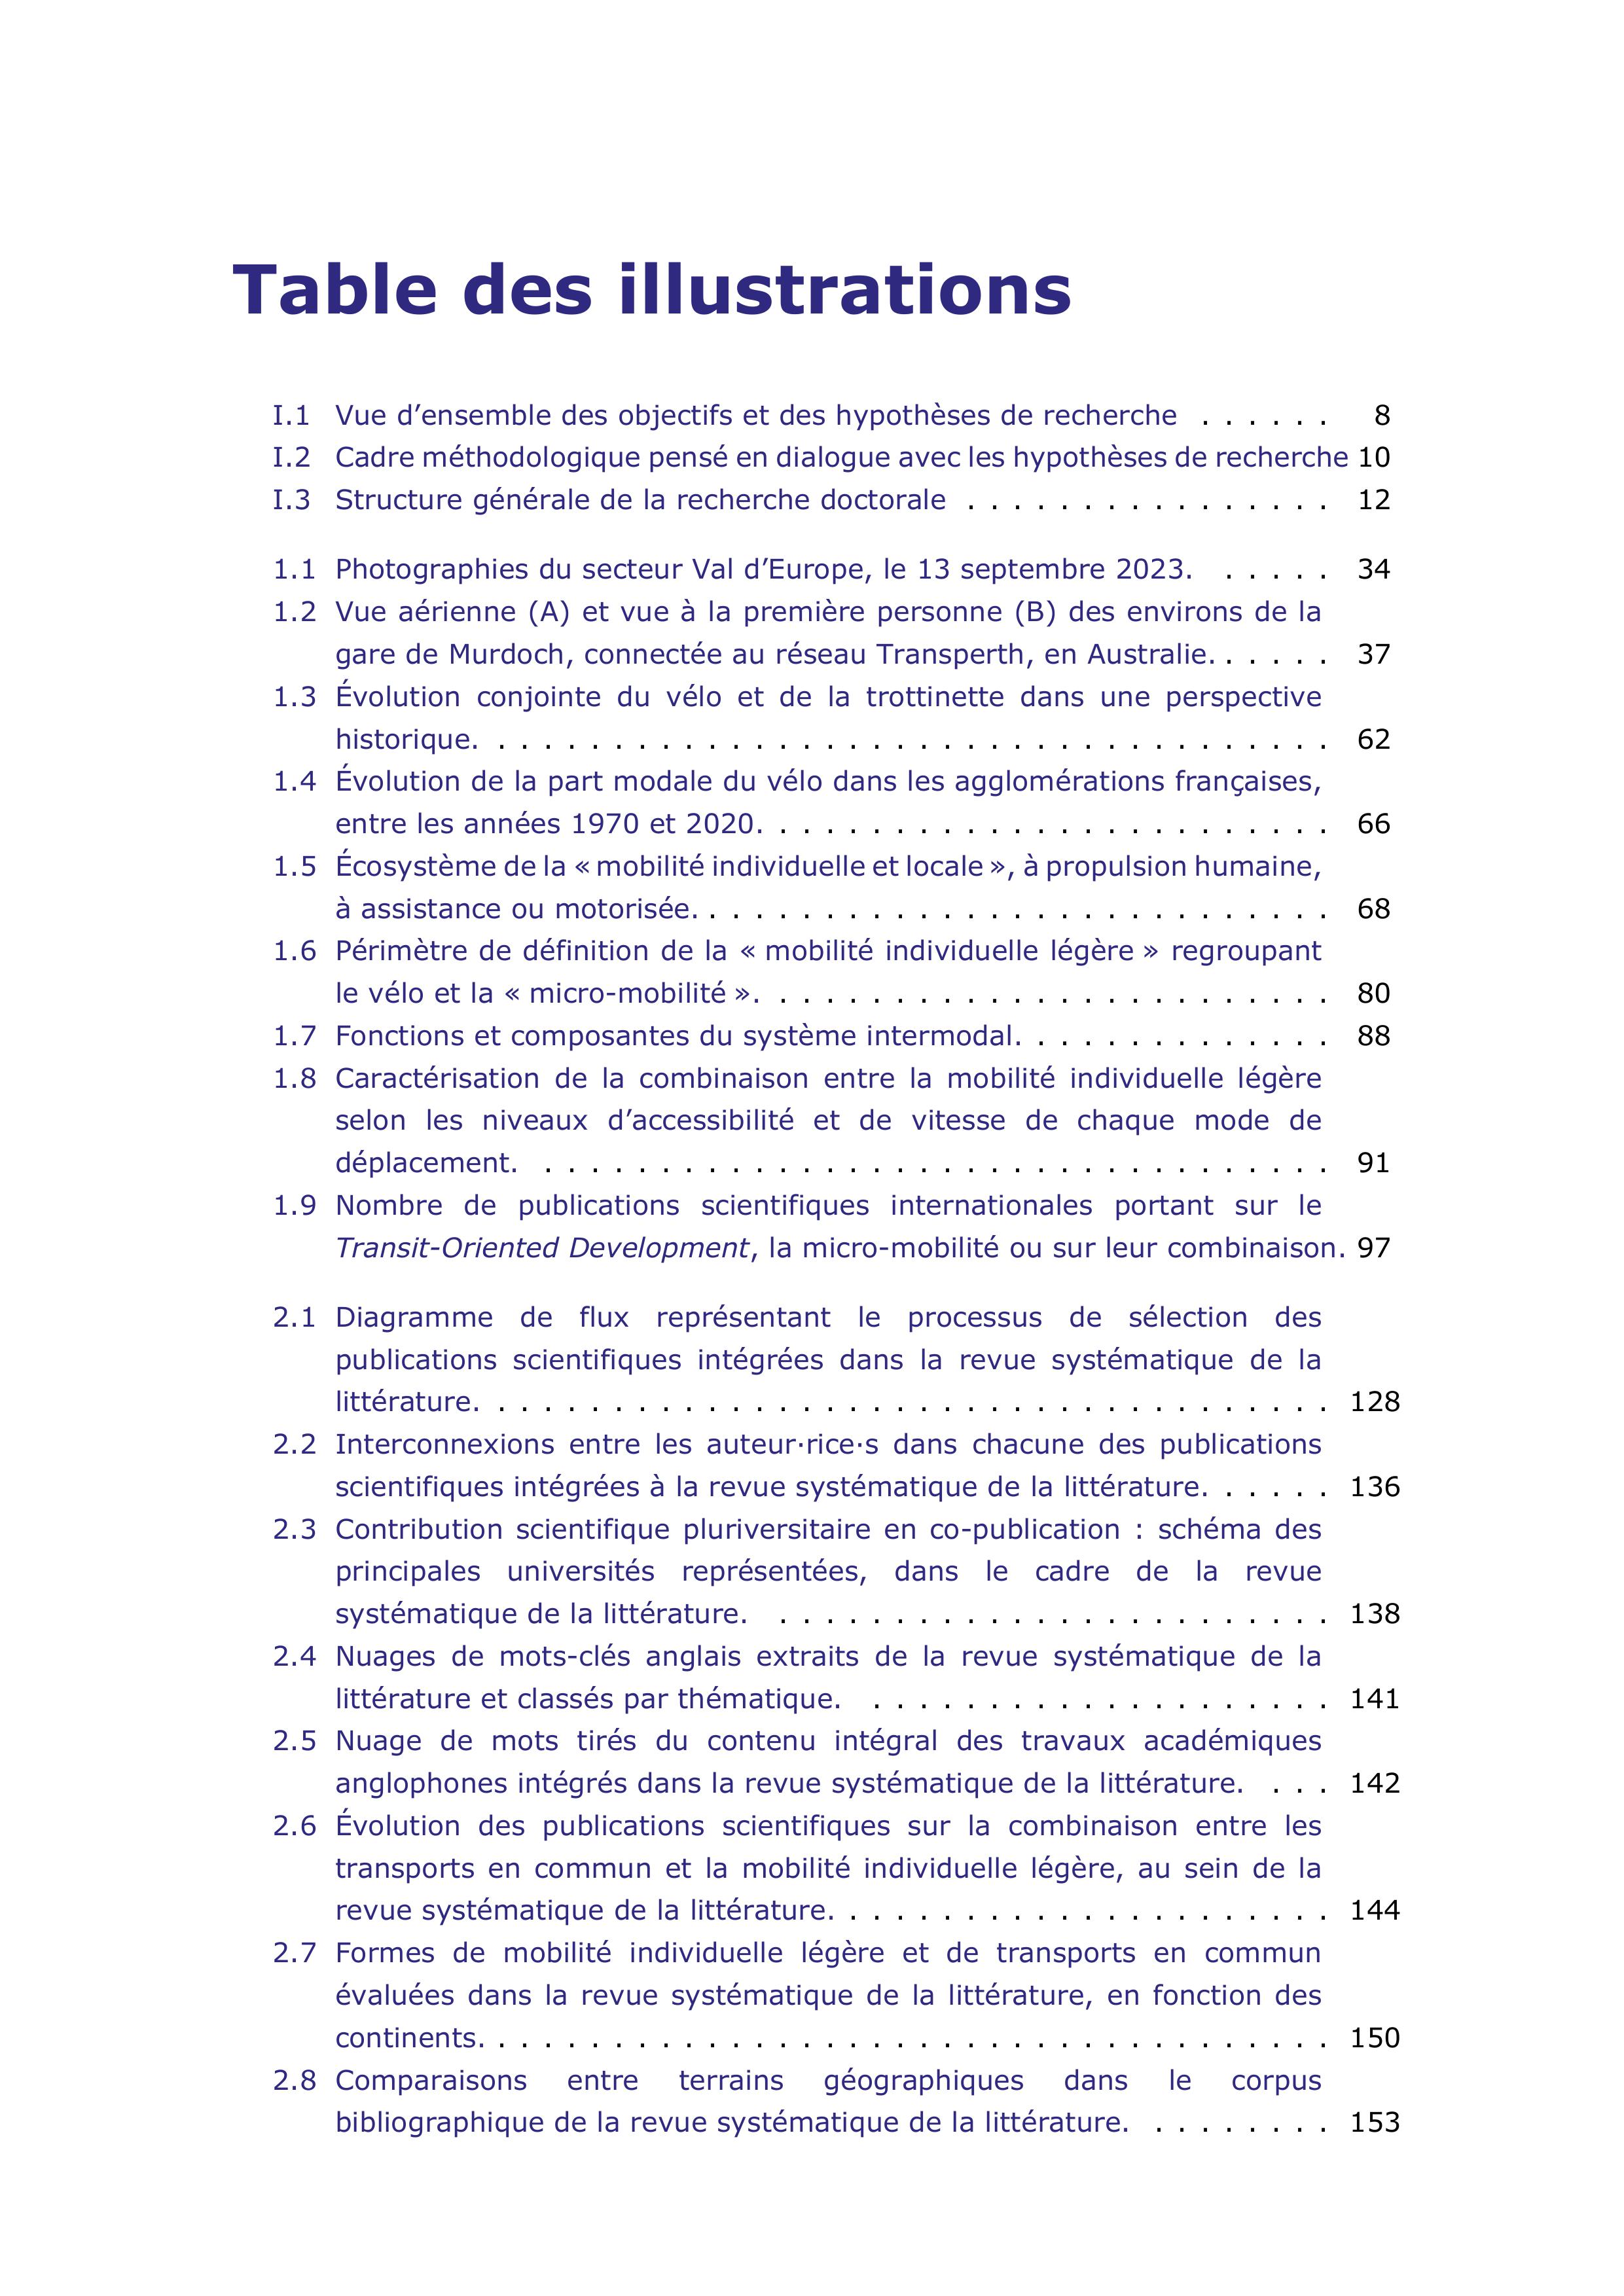 Table des illustrations
I.1 Vue d’ensemble des objectifs et des hypothèses de recherche . . . . . . 8
I.2 Cadre méthodologique pensé en dialogue avec les hypothèses de recherche 10
I.3 Structure générale de la recherche doctorale . . . . . . . . . . . . . . . . 12
1.1 Photographies du secteur Val d’Europe, le 13 septembre 2023. . . . . . 34
1.2 Vue aérienne (A) et vue à la première personne (B) des environs de la
gare de Murdoch, connectée au réseau Transperth, en Australie. . . . . . 37
1.3 Évolution conjointe du vélo et de la trottinette dans une perspective
historique. . . . . . . . . . . . . . . . . . . . . . . . . . . . . . . . . . . . . 62
1.4 Évolution de la part modale du vélo dans les agglomérations françaises,
entre les années 1970 et 2020. . . . . . . . . . . . . . . . . . . . . . . . . 66
1.5 Écosystème de la « mobilité individuelle et locale », à propulsion humaine,
à assistance ou motorisée. . . . . . . . . . . . . . . . . . . . . . . . . . . . 68
1.6 Périmètre de définition de la « mobilité individuelle légère » regroupant
le vélo et la « micro-mobilité ». . . . . . . . . . . . . . . . . . . . . . . . . 80
1.7 Fonctions et composantes du système intermodal. . . . . . . . . . . . . . 88
1.8 Caractérisation de la combinaison entre la mobilité individuelle légère
selon les niveaux d’accessibilité et de vitesse de chaque mode de
déplacement. . . . . . . . . . . . . . . . . . . . . . . . . . . . . . . . . . . 91
1.9 Nombre de publications scientifiques internationales portant sur le
Transit-Oriented Development, la micro-mobilité ou sur leur combinaison. 97
2.1 Diagramme de flux représentant le processus de sélection des
publications scientifiques intégrées dans la revue systématique de la
littérature. . . . . . . . . . . . . . . . . . . . . . . . . . . . . . . . . . . . . 128
2.2 Interconnexions entre les auteur·rice·s dans chacune des publications
scientifiques intégrées à la revue systématique de la littérature. . . . . . 136
2.3 Contribution scientifique pluriversitaire en co-publication : schéma des
principales universités représentées, dans le cadre de la revue
systématique de la littérature. . . . . . . . . . . . . . . . . . . . . . . . . 138
2.4 Nuages de mots-clés anglais extraits de la revue systématique de la
littérature et classés par thématique. . . . . . . . . . . . . . . . . . . . . 141
2.5 Nuage de mots tirés du contenu intégral des travaux académiques
anglophones intégrés dans la revue systématique de la littérature. . . . 142
2.6 Évolution des publications scientifiques sur la combinaison entre les
transports en commun et la mobilité individuelle légère, au sein de la
revue systématique de la littérature. . . . . . . . . . . . . . . . . . . . . . 144
2.7 Formes de mobilité individuelle légère et de transports en commun
évaluées dans la revue systématique de la littérature, en fonction des
continents. . . . . . . . . . . . . . . . . . . . . . . . . . . . . . . . . . . . . 150
2.8 Comparaisons entre terrains géographiques dans le corpus
bibliographique de la revue systématique de la littérature. . . . . . . . . 153